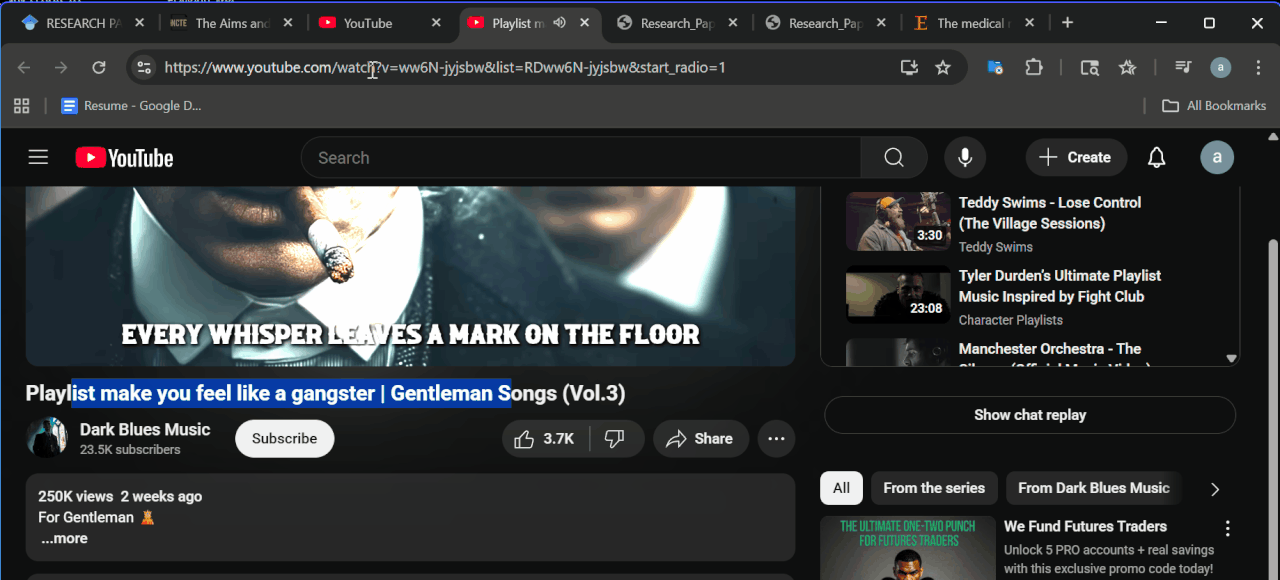 RESEARCH PA
NCTE
The Aims and
YouTube
Playlist m
Research_Pap
Research_Pap
E
The medical
https://www.youtube.com/watch?v=ww6N-jyjsbw&list=RDww6N-jyjsbw&start_radio=1
a
Resume - Google D...
All Bookmarks
YouTube
Search
Create
a
Teddy Swims - Lose Control
(The Village Sessions)
3:30
Teddy Swims
Tyler Durden's Ultimate Playlist
Music Inspired by Fight Club
23:08
Character Playlists
Manchester Orchestra - The
EVERY WHISPER LEAVES A MARK ON THE FLOOR
Playlist make you feel like a gangster | Gentleman Songs (Vol.3)
Dark Blues Music
23.5K subscribers
Subscribe
3.7K
Share
Show chat replay
250K views 2 weeks ago
For Gentleman
...more
All
From the series
From Dark Blues Music
THE ULTIMATE ONE-TWO PUNCH
FOR FUTURES TRADERS
We Fund Futures Traders
Unlock 5 PRO accounts + real savings
with this exclusive promo code today!